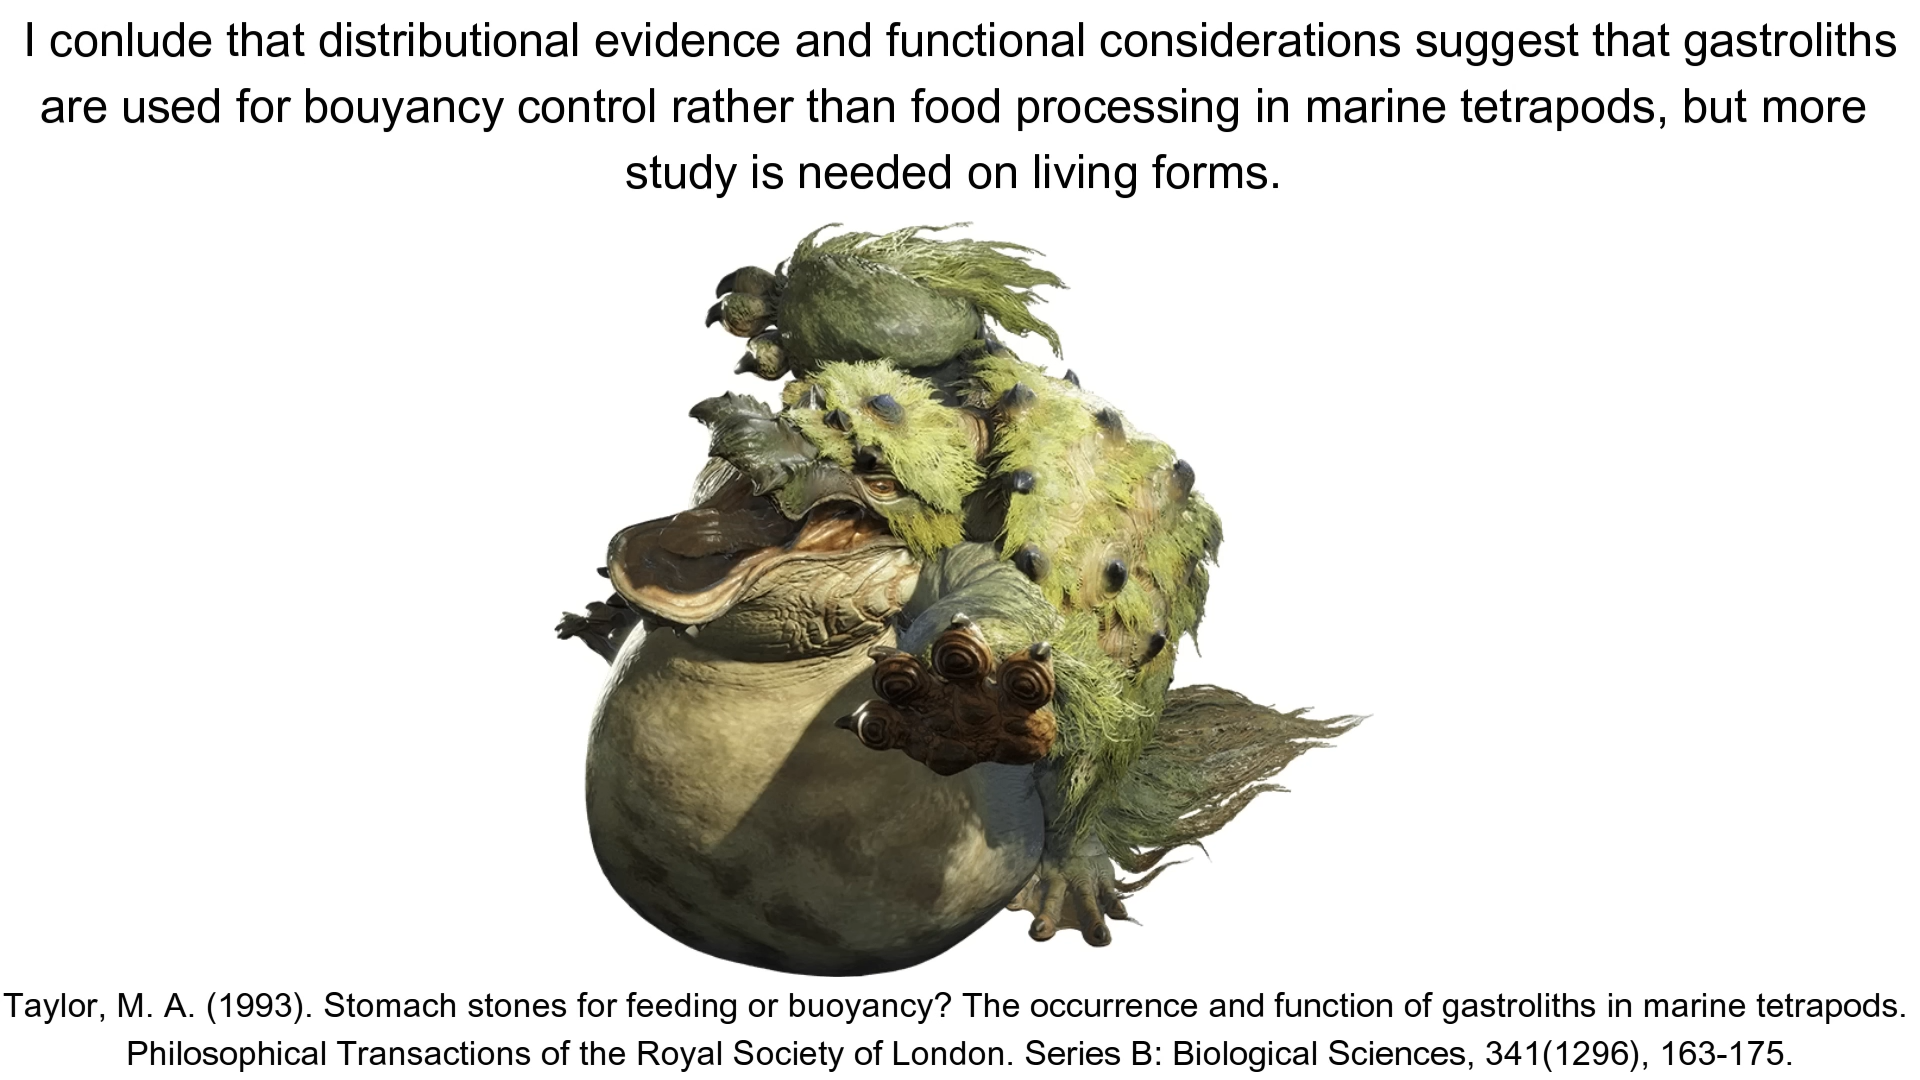 I conlude that distributional evidence and functional considerations suggest that gastroliths
are used for bouyancy control rather than food processing in marine tetrapods, but more
study is needed on living forms.
Taylor, M. A. (1993). Stomach stones for feeding or buoyancy? The occurrence and function of gastroliths in marine tetrapods.
Philosophical Transactions of the Royal Society of London. Series B: Biological Sciences, 341(1296), 163-175.